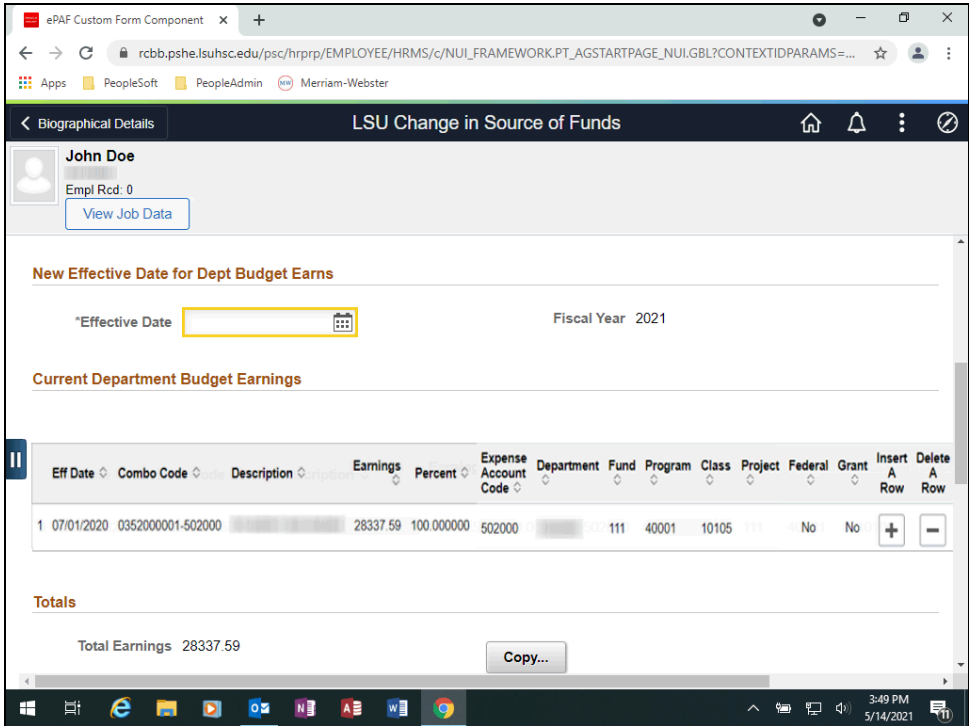 ePAF Custom Form Component
rcbb.pshe.lsuhsc.edu/psc/hrprp/EMPLOYEE/HRMS/c/NUI_FRAMEWORK.PT_AGSTARTPAGE_NUI.GBL?CONTEXTIDPARAMS=...
Apps PeopleSoft PeopleAdmin MW Merriam-Webster
Biographical Details LSU Change in Source of Funds
John Doe
Empl Rcd: 0
View Job Data
New Effective Date for Dept Budget Earns
*Effective Date Fiscal Year 2021
Current Department Budget Earnings
Eff Date Combo Code Description Earnings Percent Expense Account Code Department Fund Program Class Project Federal Grant Insert A Row Delete A Row
1 07/01/2020 0352000001-502000 28337.59 100.000000 502000 111 40001 10105 No No
Totals
Total Earnings 28337.59
Copy...
3:49 PM
5/14/2021
11